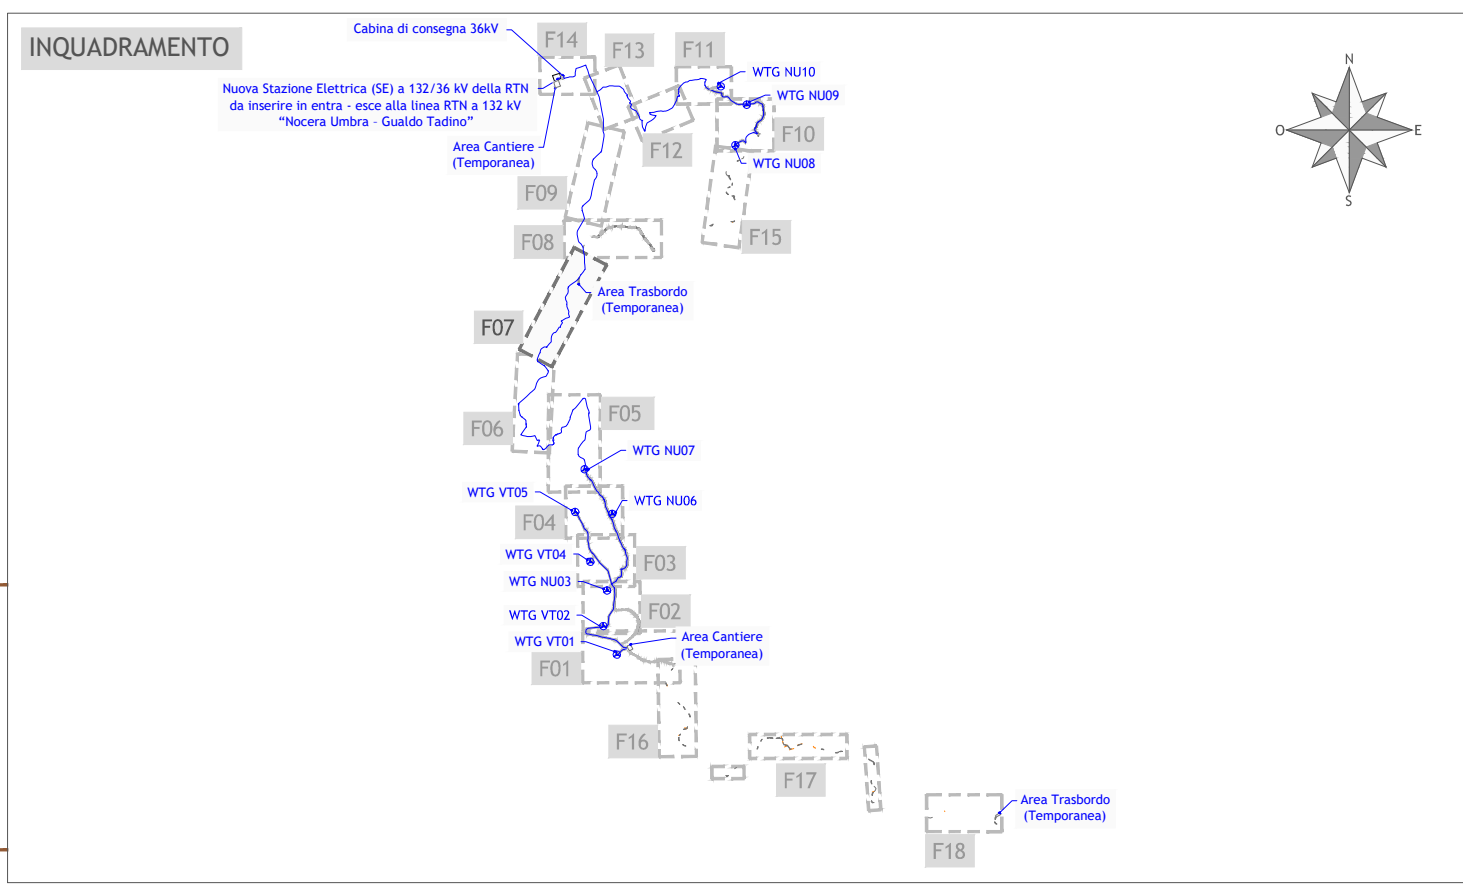 INQUADRAMENTO
Cabina di consegna 36kV
F14
F13
F11
WTG NU10
Nuova Stazione Elettrica (SE) a 132/36 kV della RTN
da inserire in entra - esce alla linea RTN a 132 kV
“Nocera Umbra - Gualdo Tadino”
WTG NU09
F10
Area Cantiere
(Temporanea)
F12
WTG NU08
F09
F08
F15
Area Trasbordo
(Temporanea)
F07
F05
F06
WTG NU07
WTG VT05
WTG NU06
F04
WTG VT04
F03
WTG NU03
F02
WTG VT02
WTG VT01
Area Cantiere
(Temporanea)
F01
F16
F17
Area Trasbordo
(Temporanea)
F18
N
O
E
S